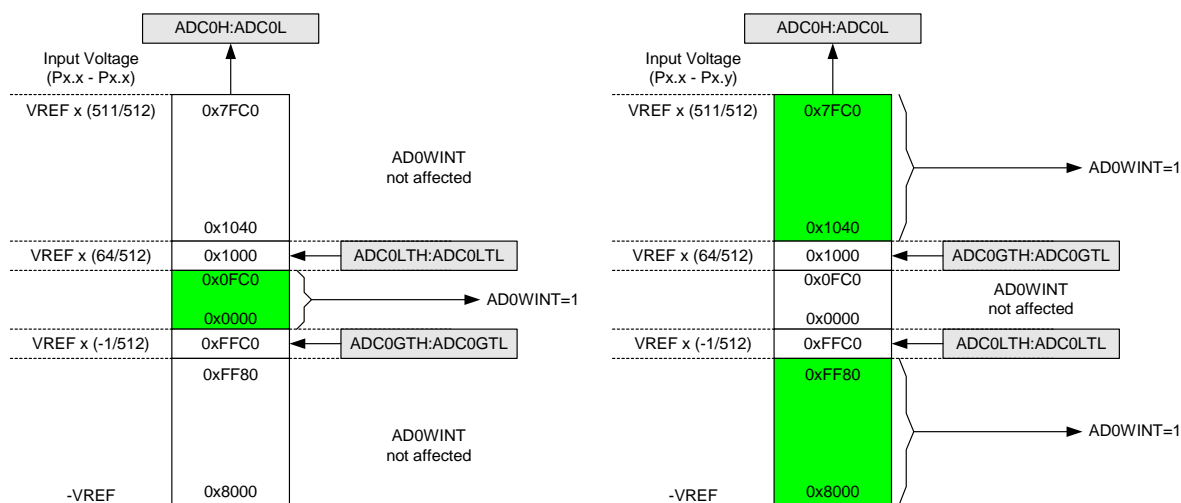 ADC0H:ADC0L
Input Voltage
(Px.x - Px.x)
VREF x (511/512)
0x7FC0
AD0WINT
not affected
0x1040
VREF x (64/512)
0x1000
ADC0LTH:ADC0LTL
0x0FC0
AD0WINT=1
0x0000
VREF x (-1/512)
0xFFC0
ADC0GTH:ADC0GTL
0xFF80
AD0WINT
not affected
-VREF
0x8000
ADC0H:ADC0L
Input Voltage
(Px.x - Px.y)
VREF x (511/512)
0x7FC0
AD0WINT=1
0x1040
VREF x (64/512)
0x1000
ADC0GTH:ADC0GTL
0x0FC0
AD0WINT
not affected
0x0000
VREF x (-1/512)
0xFFC0
ADC0LTH:ADC0LTL
0xFF80
AD0WINT=1
-VREF
0x8000